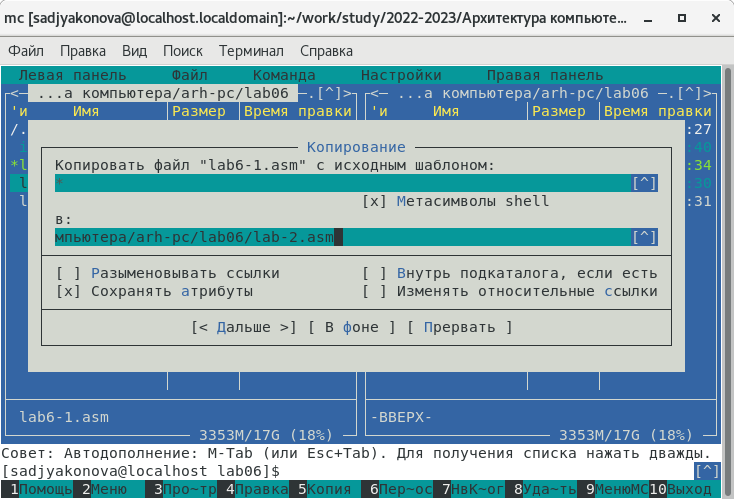 mc [sadjyakonova@localhost.localdomain]:~/work/study/2022-2023/Архитектура компьюте...
Файл Правка Вид Поиск Терминал Справка
Левая панель Файл Команда Настройки Правая панель
<— ...а компьютера/arh-pc/lab06 —.[^]> <— ...а компьютера/arh-pc/lab06 —.[^]>
'и Имя Размер Время правки 'и Имя Размер Время правки
/. :27
:40
*l :34
l :30
l :31
Копирование
Копировать файл "lab6-1.asm" с исходным шаблоном:
* [^]
[x] Метасимволы shell
в:
мпьютера/arh-pc/lab06/lab-2.asm [^]
[ ] Разыменовывать ссылки [ ] Внутрь подкаталога, если есть
[x] Сохранять атрибуты [ ] Изменять относительные ссылки
[< Дальше >] [ В фоне ] [ Прервать ]
lab6-1.asm -ВВЕРХ-
3353M/17G (18%) 3353M/17G (18%)
Совет: Автодополнение: M-Tab (или Esc+Tab). Для получения списка нажать дважды.
[sadjyakonova@localhost lab06]$ [^]
1Помощь 2Меню 3Про~тр 4Правка 5Копия 6Пер~ос 7НвК~ог 8Уда~ть 9МенюMC 10Выход